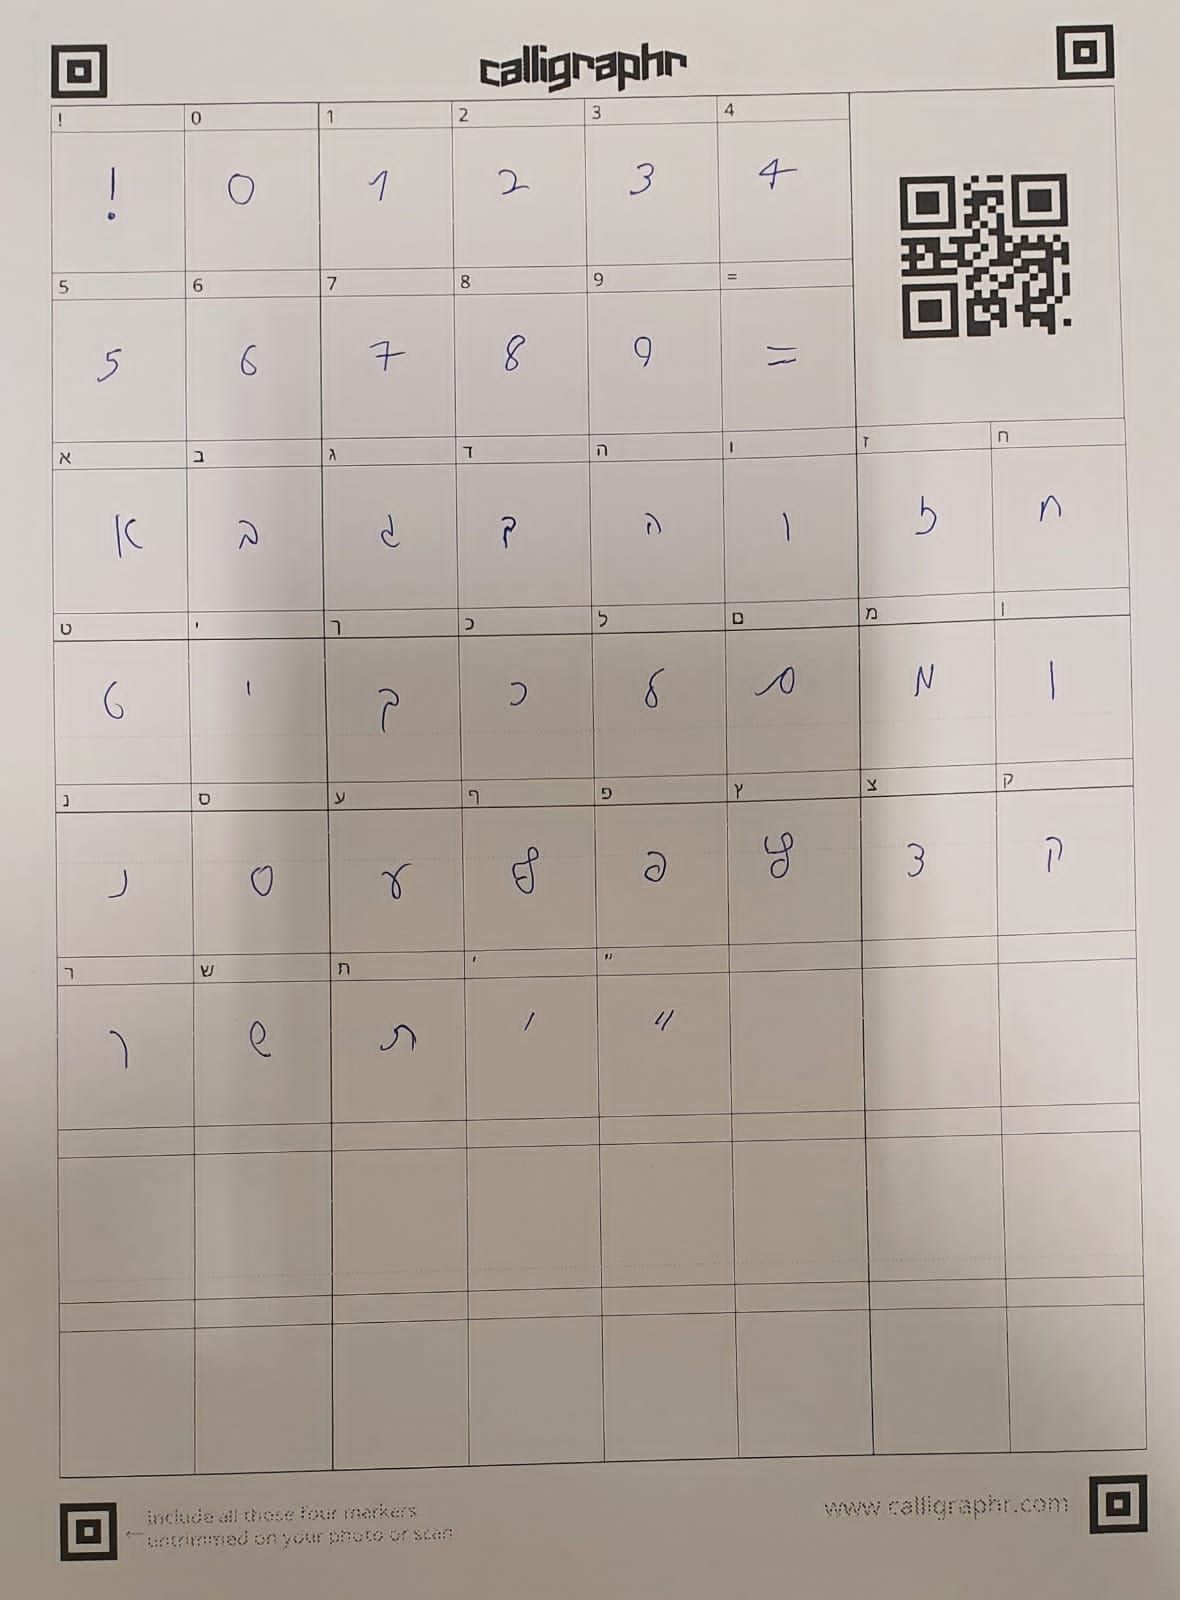 calligraphr
! 0 1 2 3 4
! 0 1 2 3 4
5 6 7 8 9 =
5 6 7 8 9 =
א ב ג ד ה ו ז ח
א ב ג ד ה ו ז ח
ט י ך כ ל ם מ ן
ט י ך כ ל ם מ ן
נ ס ע ף פ ץ צ ק
נ ס ע ף פ ץ צ ק
ר ש ת ׳ ״
ר ש ת ׳ ״
include all those four markers
← untrimmed on your photo or scan
www.calligraphr.com